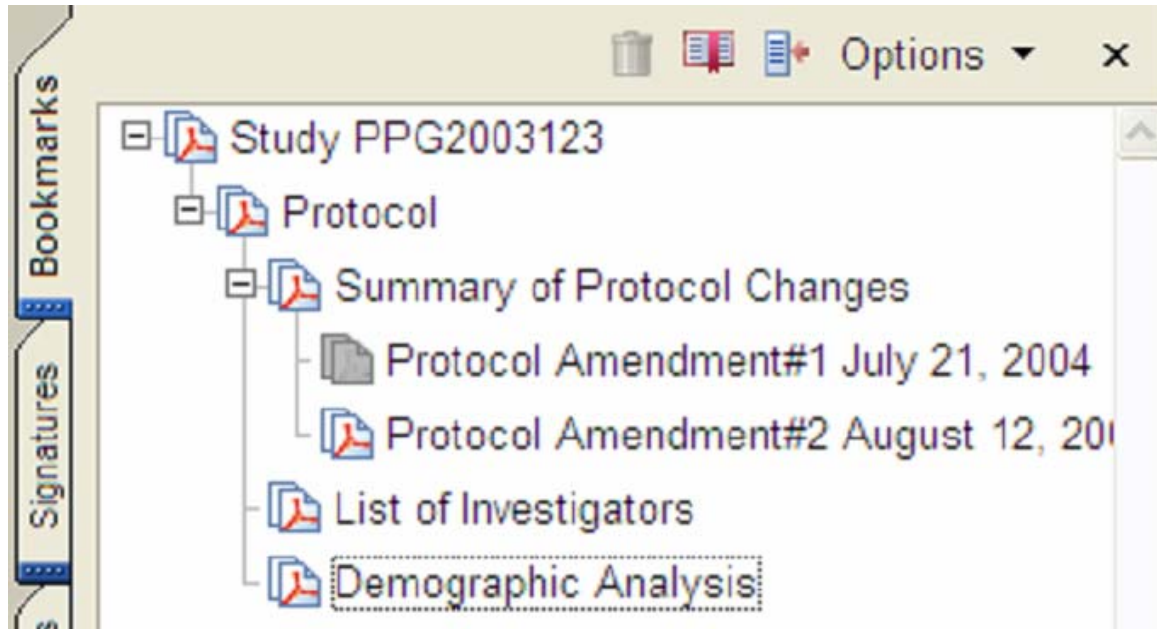 Options
Bookmarks
Signatures
Study PPG2003123
Protocol
Summary of Protocol Changes
Protocol Amendment#1 July 21, 2004
Protocol Amendment#2 August 12,
List of Investigators
Demographic Analysis